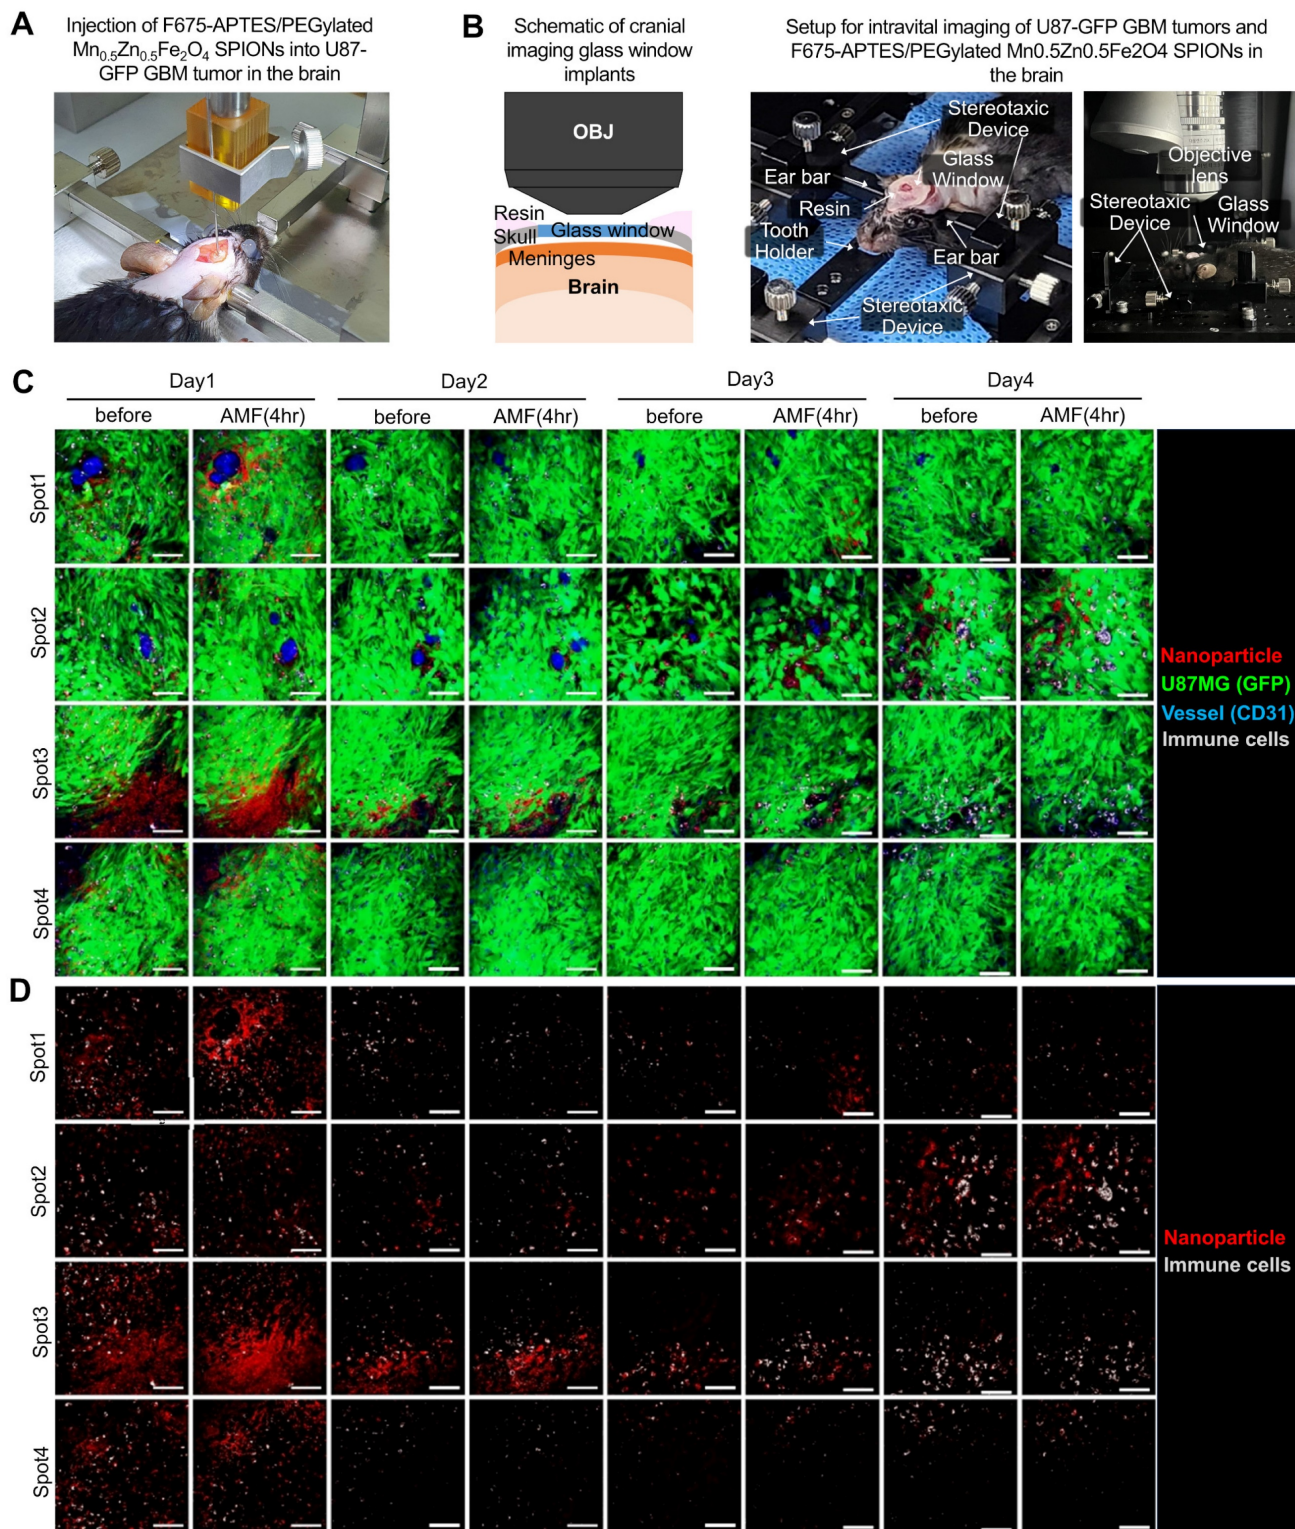 A
Injection of F675-APTES/PEGylated
Mn0.5Zn0.5Fe2O4 SPIONs into U87-
GFP GBM tumor in the brain
B
Schematic of cranial
imaging glass window
implants
OBJ
Resin
Skull
Glass window
Meninges
Brain
Setup for intravital imaging of U87-GFP GBM tumors and
F675-APTES/PEGylated Mn0.5Zn0.5Fe2O4 SPIONs in
the brain
Stereotaxic
Device
Glass
Window
Ear bar
Resin
Tooth
Holder
Ear bar
Stereotaxic
Device
Objective
lens
Stereotaxic
Device
Glass
Window
C
Day1
Day2
Day3
Day4
before
AMF(4hr)
before
AMF(4hr)
before
AMF(4hr)
before
AMF(4hr)
Spot1
Spot2
Spot3
Spot4
Nanoparticle
U87MG (GFP)
Vessel (CD31)
Immune cells
D
Spot1
Spot2
Spot3
Spot4
Nanoparticle
Immune cells